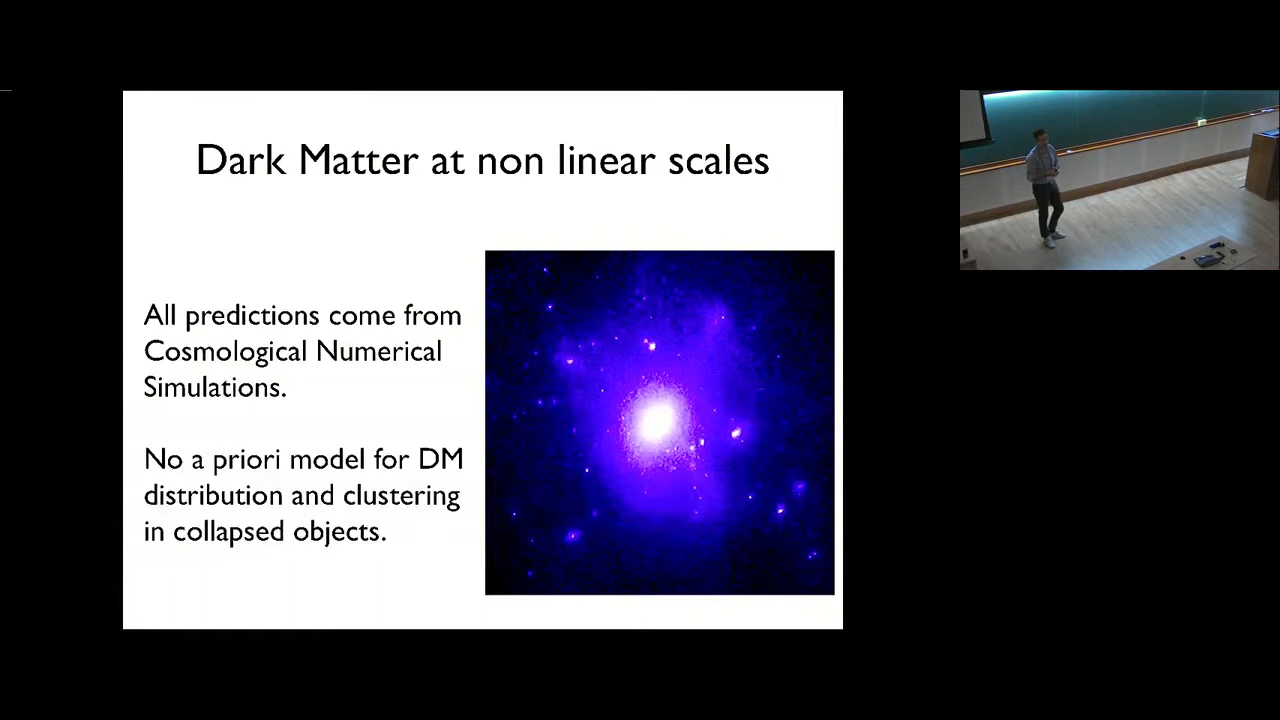 Dark Matter at non linear scales
All predictions come from
Cosmological Numerical
Simulations.
No a priori model for DM
distribution and clustering
in collapsed objects.